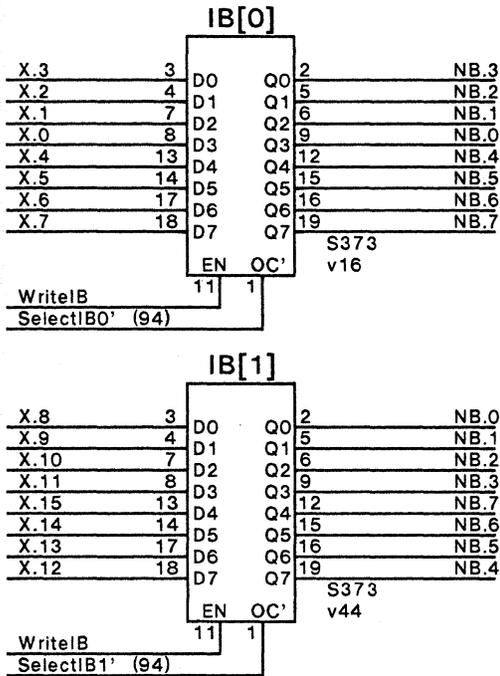 IB[0]
X.3 3 D0 Q0 2 NB.3
X.2 4 D1 Q1 5 NB.2
X.1 7 D2 Q2 6 NB.1
X.0 8 D3 Q3 9 NB.0
X.4 13 D4 Q4 12 NB.4
X.5 14 D5 Q5 15 NB.5
X.6 17 D6 Q6 16 NB.6
X.7 18 D7 Q7 19 NB.7
S373
EN OC' v16
11 1
WriteIB
SelectIB0' (94)
IB[1]
X.8 3 D0 Q0 2 NB.0
X.9 4 D1 Q1 5 NB.1
X.10 7 D2 Q2 6 NB.2
X.11 8 D3 Q3 9 NB.3
X.15 13 D4 Q4 12 NB.7
X.14 14 D5 Q5 15 NB.6
X.13 17 D6 Q6 16 NB.5
X.12 18 D7 Q7 19 NB.4
S373
EN OC' v44
11 1
WriteIB
SelectIB1' (94)